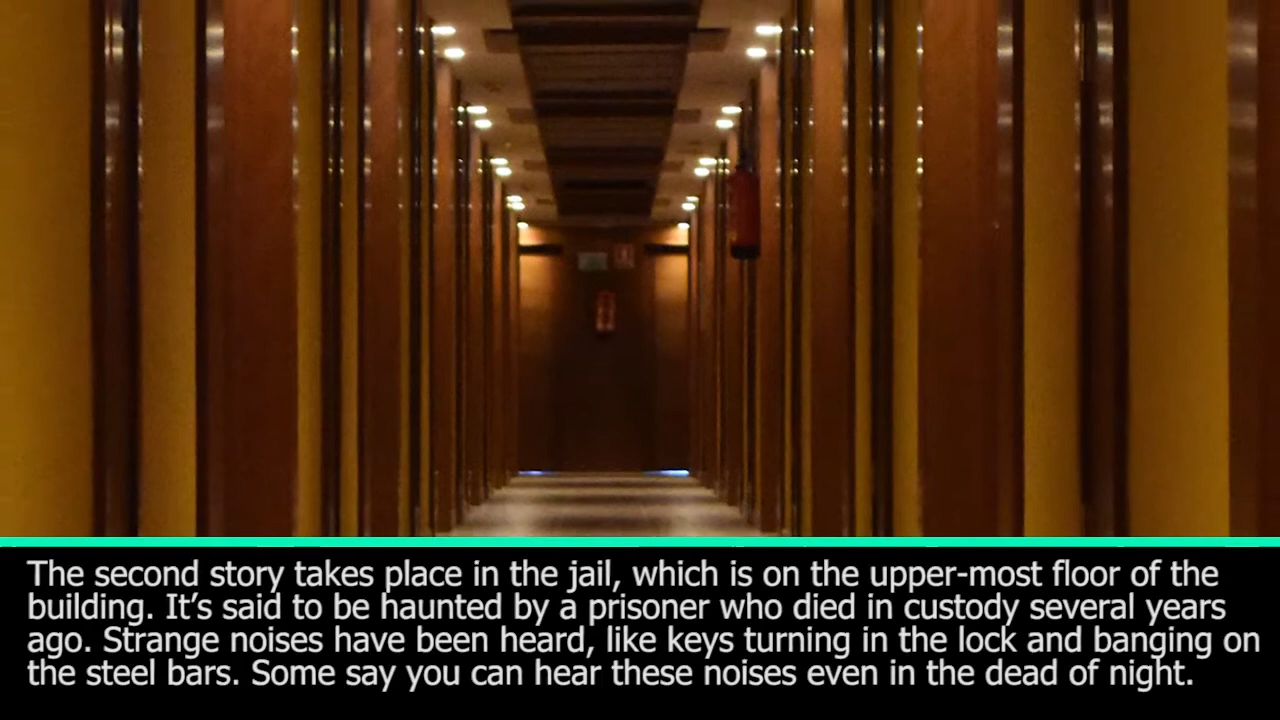 The second story takes place in the jail, which is on the upper-most floor of the
building. It’s said to be haunted by a prisoner who died in custody several years
ago. Strange noises have been heard, like keys turning in the lock and banging on
the steel bars. Some say you can hear these noises even in the dead of night.